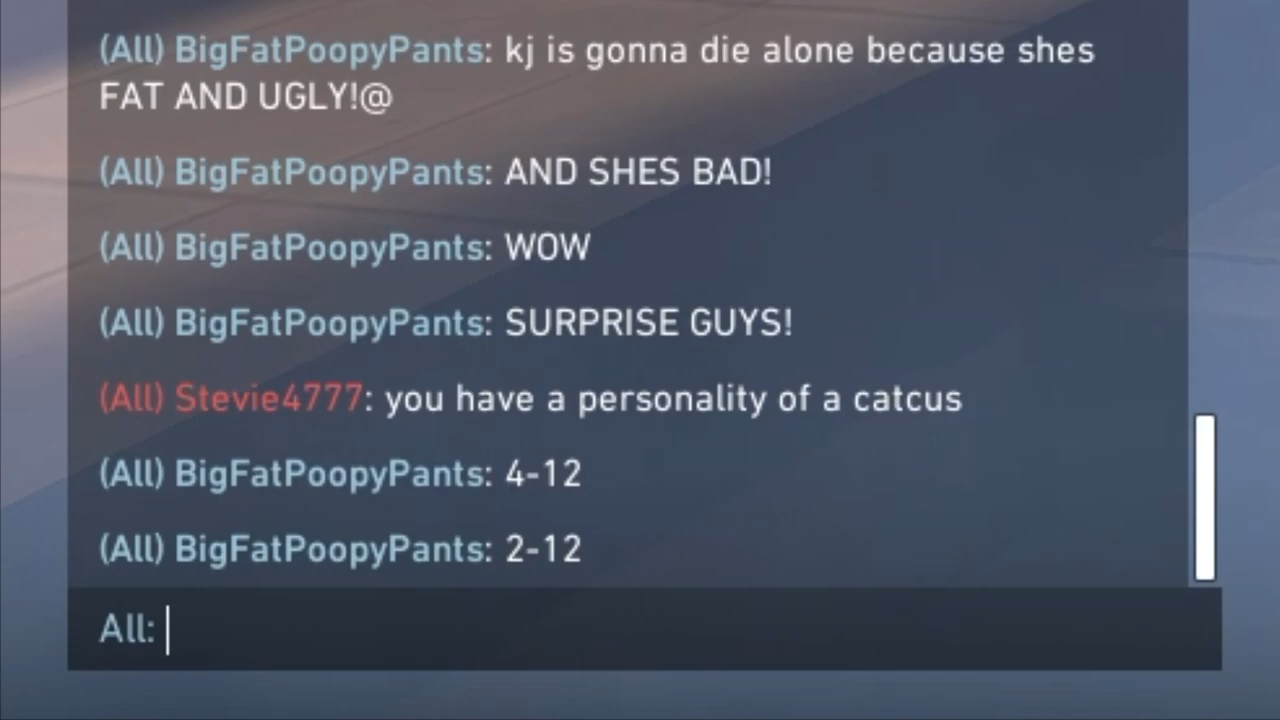 (All) BigFatPoopyPants: kj is gonna die alone because shes
FAT AND UGLY!@
(All) BigFatPoopyPants: AND SHES BAD!
(All) BigFatPoopyPants: WOW
(All) BigFatPoopyPants: SURPRISE GUYS!
(All) Stevie4777: you have a personality of a catcus
(All) BigFatPoopyPants: 4-12
(All) BigFatPoopyPants: 2-12
All: